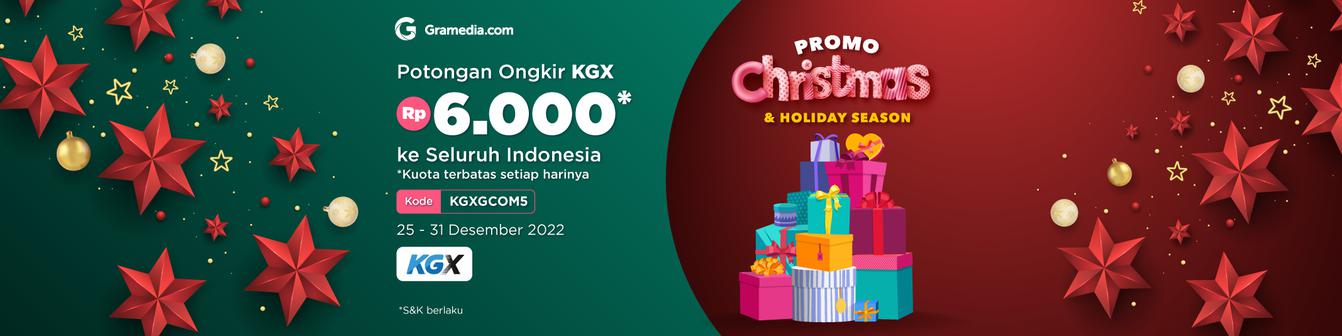 Gramedia.com
Potongan Ongkir KGX
Rp 6.000*
ke Seluruh Indonesia
*Kuota terbatas setiap harinya
Kode KGXGCOM5
25 - 31 Desember 2022
KGX
*S&K berlaku
PROMO
Christmas
& HOLIDAY SEASON